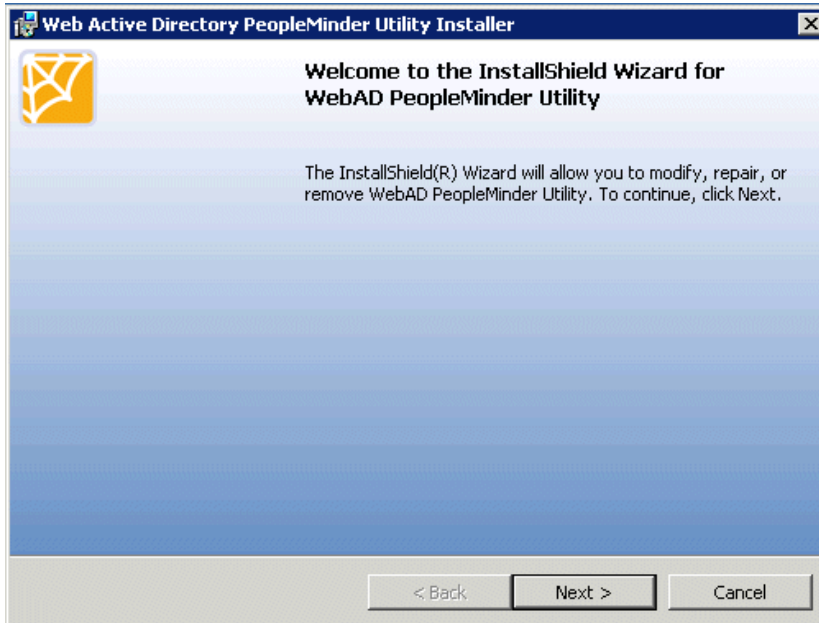 Web Active Directory PeopleMinder Utility Installer
Welcome to the InstallShield Wizard for
WebAD PeopleMinder Utility
The InstallShield(R) Wizard will allow you to modify, repair, or
remove WebAD PeopleMinder Utility. To continue, click Next.
< Back
Next >
Cancel